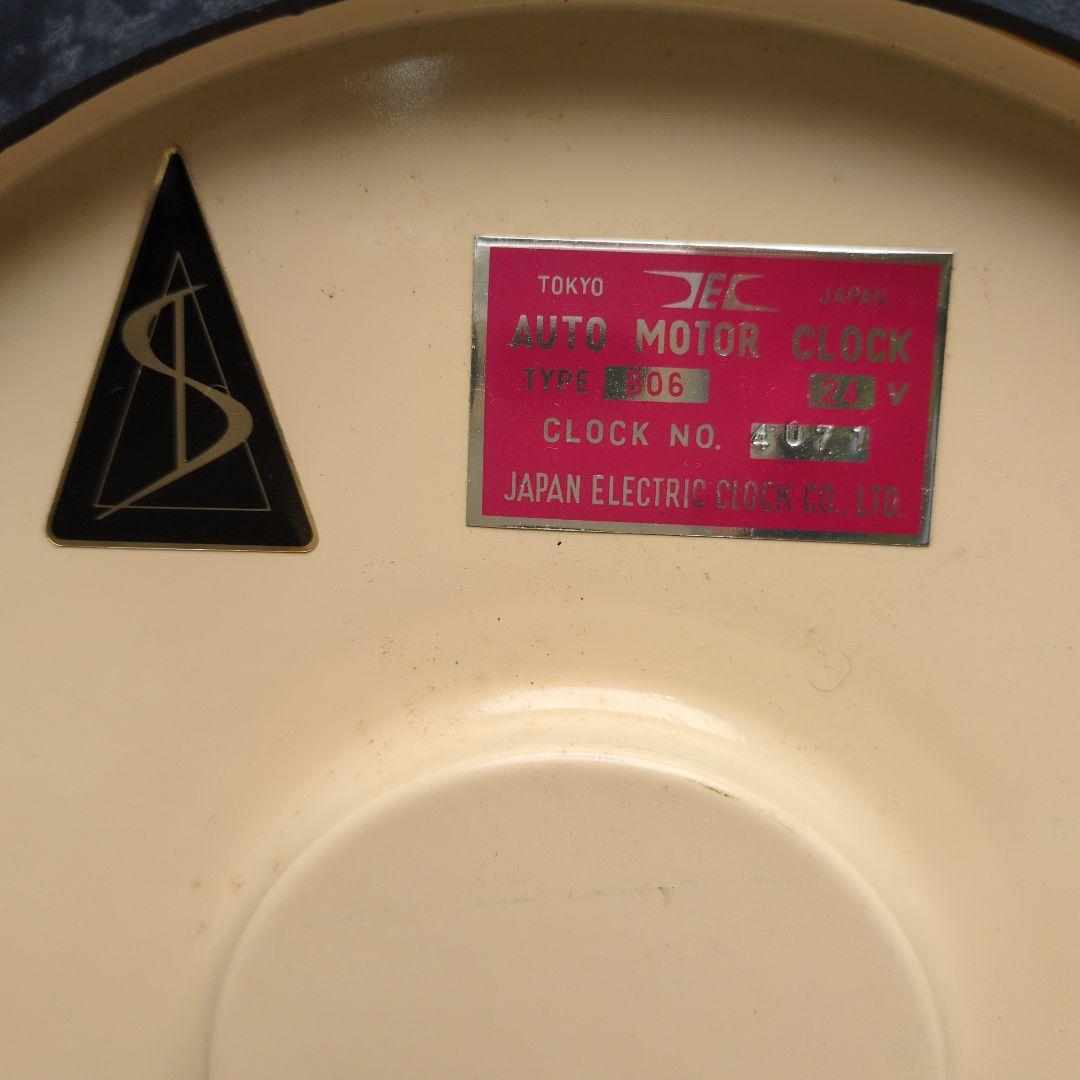 TOKYO JEC JAPAN
AUTO MOTOR CLOCK
TYPE 806 24 V
CLOCK NO. 4071
JAPAN ELECTRIC CLOCK CO., LTD.
S